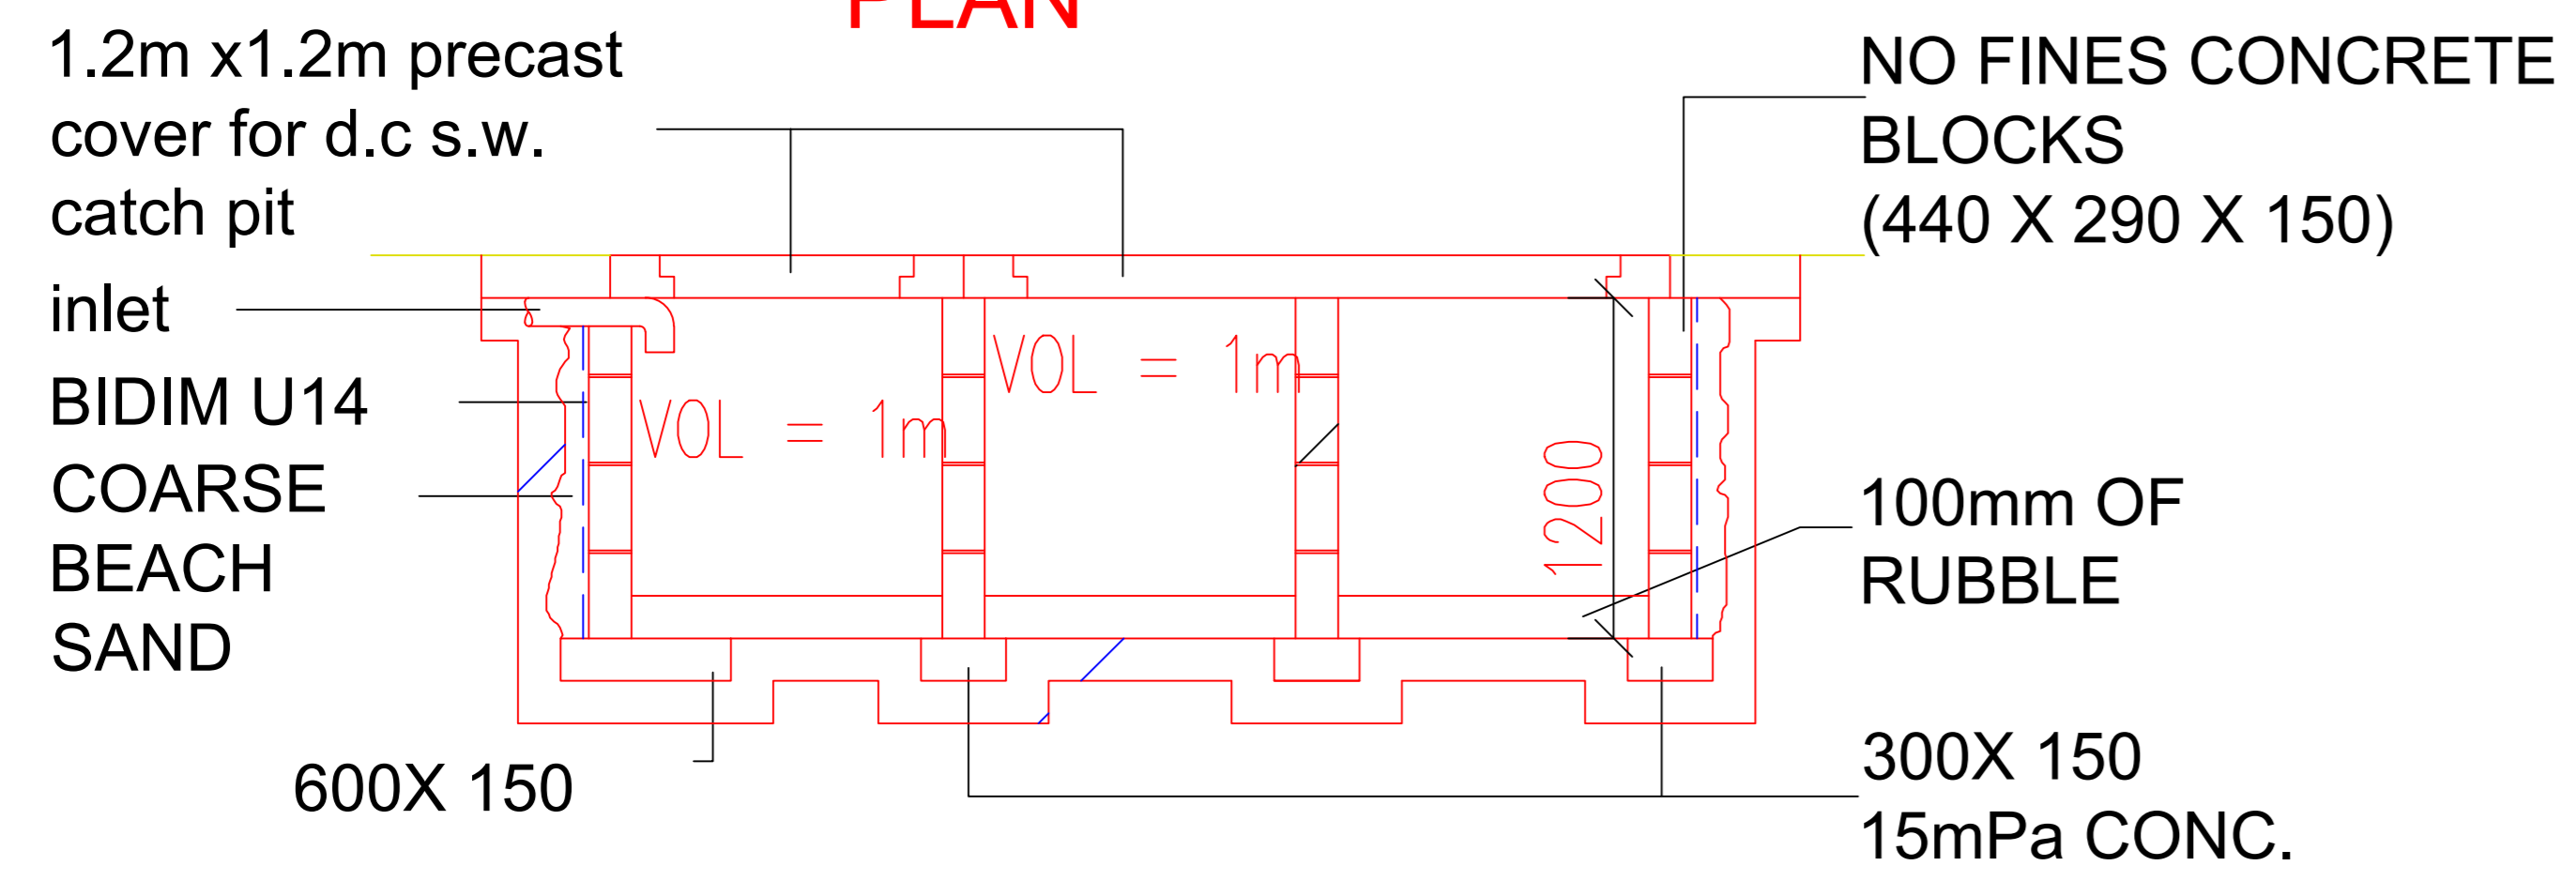 PLAN
1.2m x1.2m precast
cover for d.c s.w.
catch pit
inlet
BIDIM U14
COARSE
BEACH
SAND
600X 150
VOL = 1m
VOL = 1m
1200
NO FINES CONCRETE
BLOCKS
(440 X 290 X 150)
100mm OF
RUBBLE
300X 150
15mPa CONC.